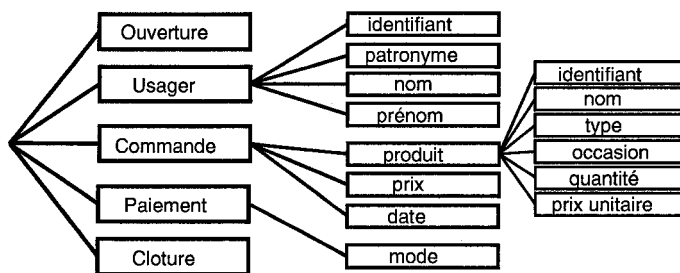 Ouverture
Usager
Commande
Paiement
Cloture
identifiant
patronyme
nom
prénom
produit
prix
date
mode
identifiant
nom
type
occasion
quantité
prix unitaire